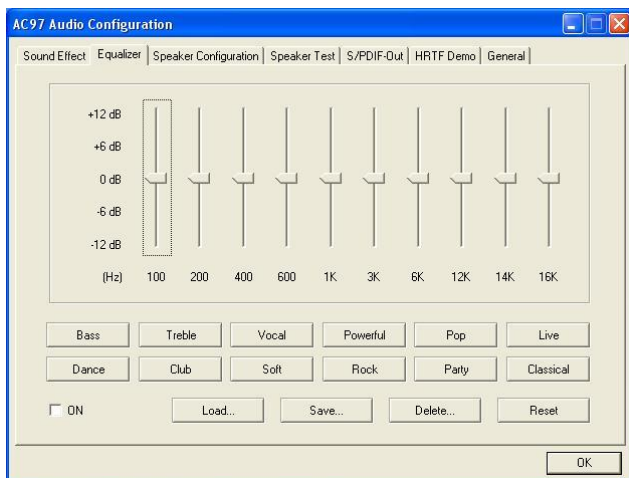 AC97 Audio Configuration
Sound Effect Equalizer Speaker Configuration Speaker Test S/PDIF-Out HRTF Demo General
+12 dB
+6 dB
0 dB
-6 dB
-12 dB
(Hz) 100 200 400 600 1K 3K 6K 12K 14K 16K
Bass Treble Vocal Powerful Pop Live
Dance Club Soft Rock Party Classical
ON Load... Save... Delete... Reset
OK